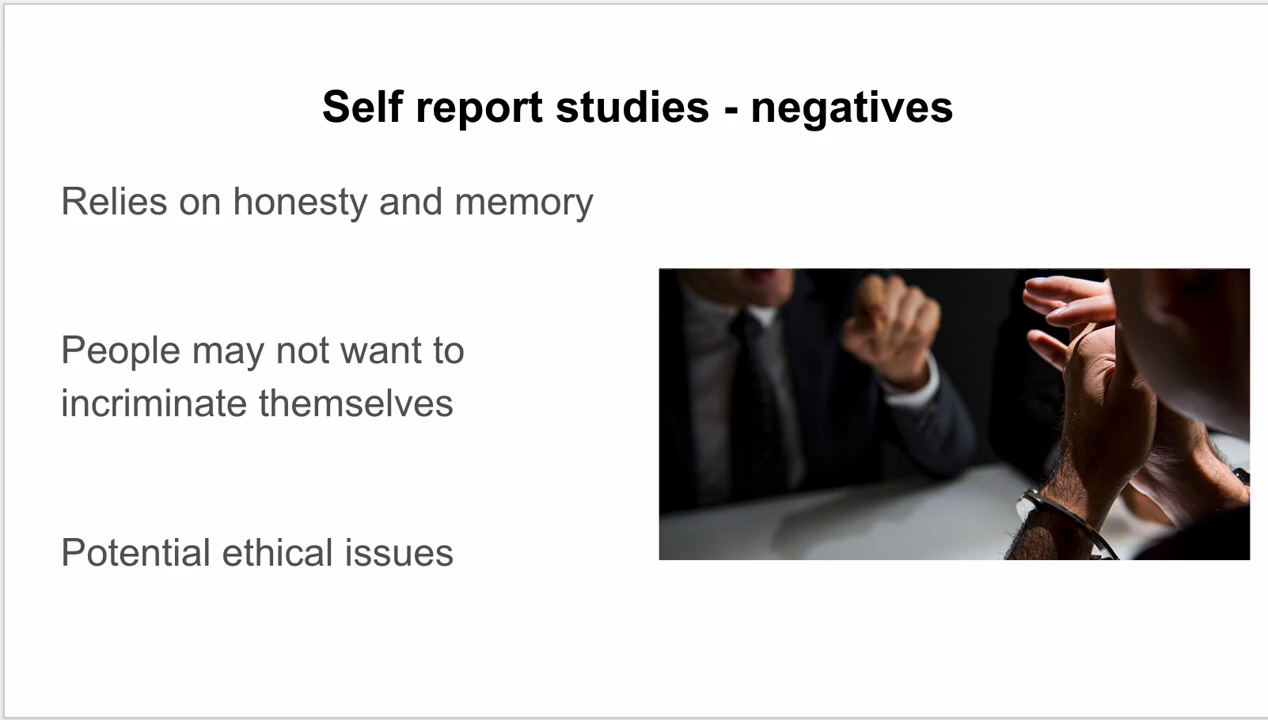 Self report studies - negatives
Relies on honesty and memory
People may not want to
incriminate themselves
Potential ethical issues